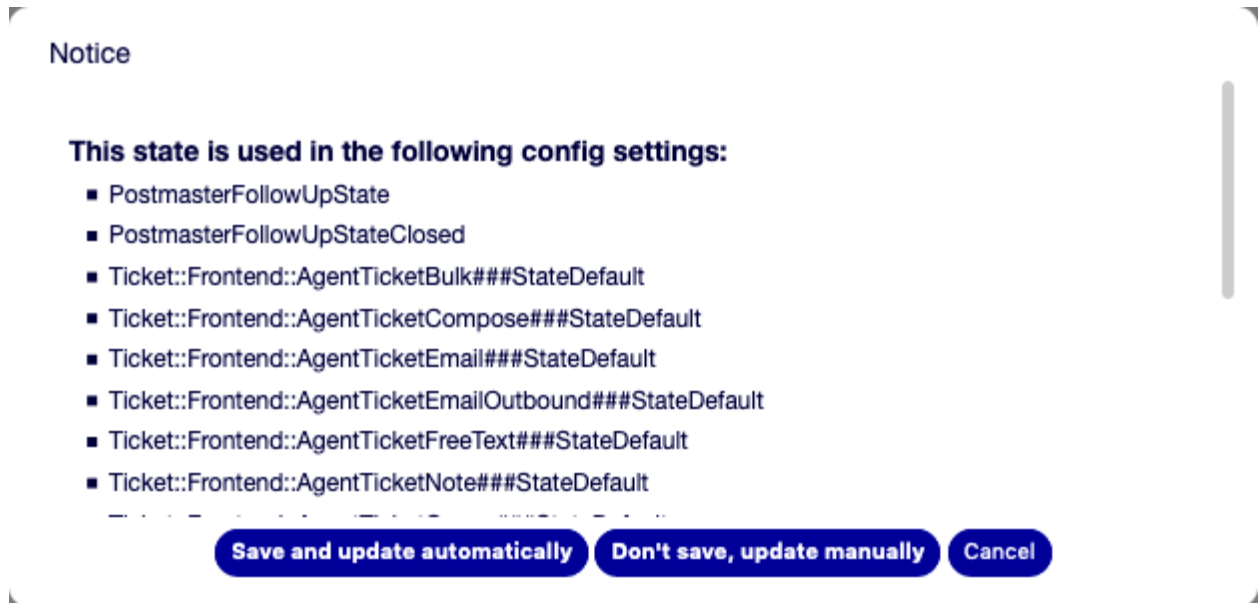 Notice
This state is used in the following config settings:
PostmasterFollowUpState
PostmasterFollowUpStateClosed
Ticket::Frontend::AgentTicketBulk###StateDefault
Ticket::Frontend::AgentTicketCompose###StateDefault
Ticket::Frontend::AgentTicketEmail###StateDefault
Ticket::Frontend::AgentTicketEmailOutbound###StateDefault
Ticket::Frontend::AgentTicketFreeText###StateDefault
Ticket::Frontend::AgentTicketNote###StateDefault
Save and update automatically Don't save, update manually Cancel